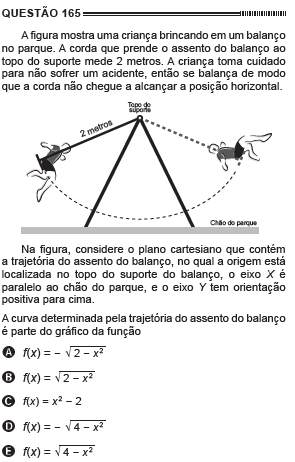 QUESTÃO 165
A figura mostra uma criança brincando em um balanço
no parque. A corda que prende o assento do balanço ao
topo do suporte mede 2 metros. A criança toma cuidado
para não sofrer um acidente, então se balança de modo
que a corda não chegue a alcançar a posição horizontal.
Topo do
suporte
2 metros
Chão do parque
Na figura, considere o plano cartesiano que contém
a trajetória do assento do balanço, no qual a origem está
localizada no topo do suporte do balanço, o eixo X é
paralelo ao chão do parque, e o eixo Y tem orientação
positiva para cima.
A curva determinada pela trajetória do assento do balanço
é parte do gráfico da função
A f(x) = − √2 − x²
B f(x) = √2 − x²
C f(x) = x² − 2
D f(x) = − √4 − x²
E f(x) = √4 − x²